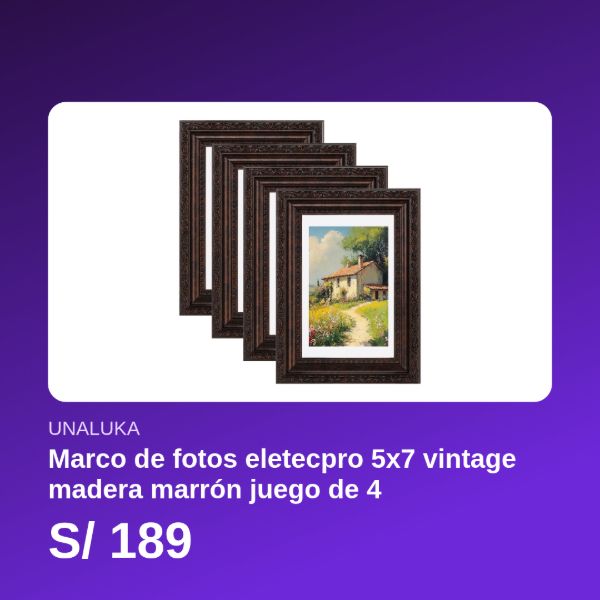 UNALUKA
Marco de fotos eletecpro 5x7 vintage
madera marrón juego de 4
S/ 189